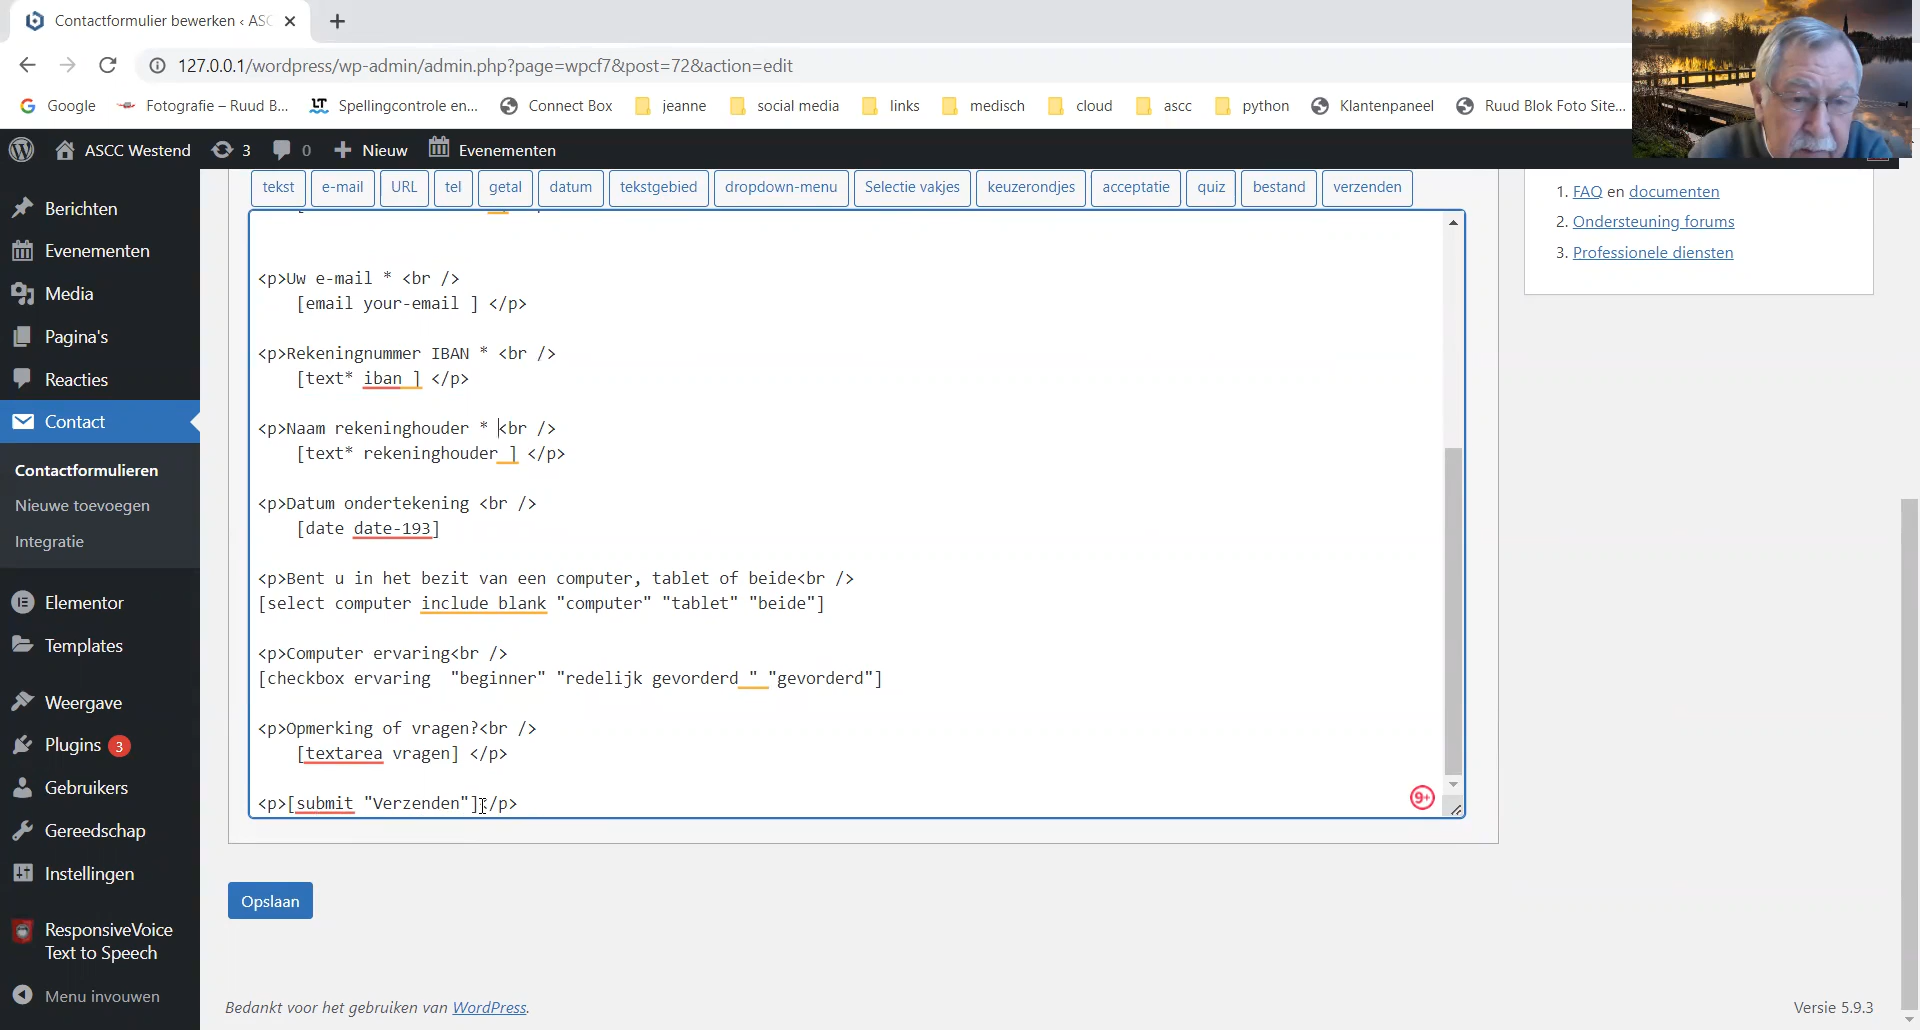 Contactformulier bewerken ‹ ASC
127.0.0.1/wordpress/wp-admin/admin.php?page=wpcf7&post=72&action=edit
Google
Fotografie – Ruud B...
LT
Spellingcontrole en...
Connect Box
jeanne
social media
links
medisch
cloud
ascc
python
Klantenpaneel
Ruud Blok Foto Site...
ASCC Westend
3
0
Nieuw
Evenementen
Berichten
Evenementen
Media
Pagina's
Reacties
Contact
Contactformulieren
Nieuwe toevoegen
Integratie
Elementor
Templates
Weergave
Plugins 3
Gebruikers
Gereedschap
Instellingen
ResponsiveVoice
Text to Speech
Menu invouwen
tekst
e-mail
URL
tel
getal
datum
tekstgebied
dropdown-menu
Selectie vakjes
keuzerondjes
acceptatie
quiz
bestand
verzenden
<p>Uw e-mail * <br />
[email your-email ] </p>
<p>Rekeningnummer IBAN * <br />
[text* iban ] </p>
<p>Naam rekeninghouder * <br />
[text* rekeninghouder ] </p>
<p>Datum ondertekening <br />
[date date-193]
<p>Bent u in het bezit van een computer, tablet of beide<br />
[select computer include blank "computer" "tablet" "beide"]
<p>Computer ervaring<br />
[checkbox ervaring  "beginner" "redelijk gevorderd " "gevorderd"]
<p>Opmerking of vragen?<br />
[textarea vragen] </p>
<p>[submit "Verzenden"]</p>
9+
Opslaan
1. FAQ en documenten
2. Ondersteuning forums
3. Professionele diensten
Bedankt voor het gebruiken van WordPress.
Versie 5.9.3